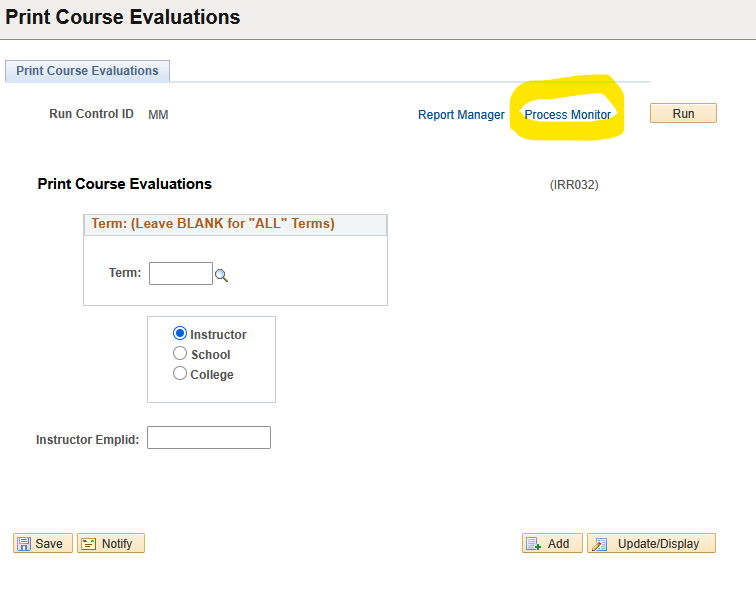 Print Course Evaluations
Print Course Evaluations
Run Control ID MM Report Manager Process Monitor Run
Print Course Evaluations (IRR032)
Term: (Leave BLANK for "ALL" Terms)
Term:
Instructor
School
College
Instructor Emplid:
Save Notify Add Update/Display